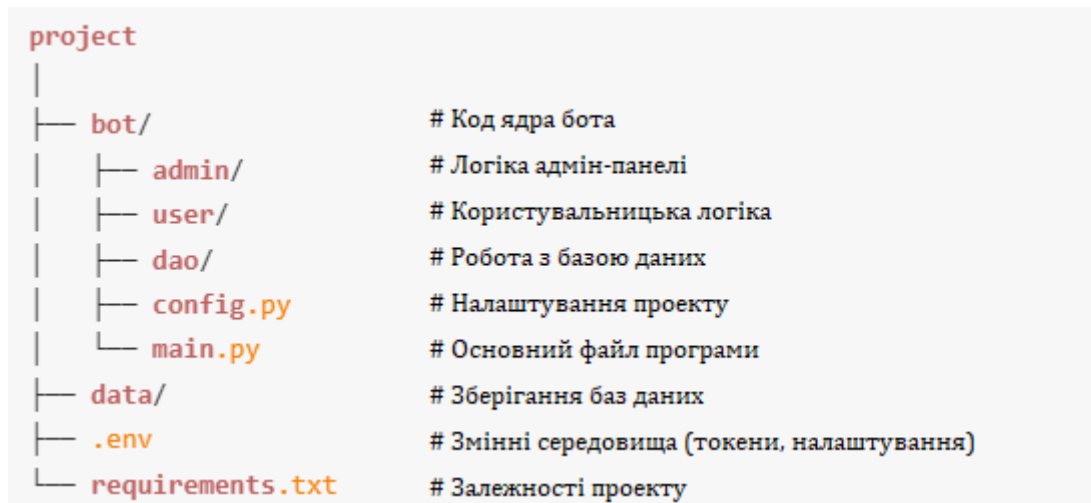 project
│
├── bot/ # Код ядра бота
│   ├── admin/ # Логіка адмін-панелі
│   ├── user/ # Користувальницька логіка
│   ├── dao/ # Робота з базою даних
│   ├── config.py # Налаштування проекту
│   └── main.py # Основний файл програми
├── data/ # Зберігання баз даних
├── .env # Змінні середовища (токени, налаштування)
└── requirements.txt # Залежності проекту